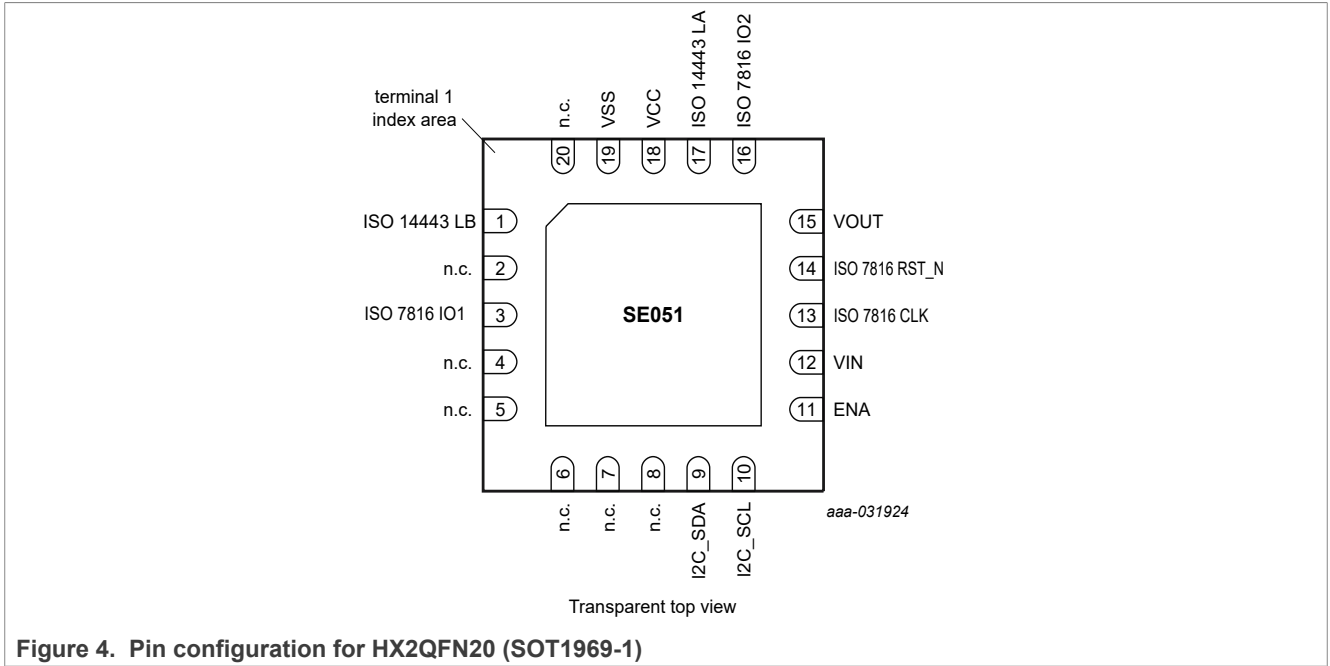 terminal 1
index area
n.c.
VSS
VCC
ISO 14443 LA
ISO 7816 IO2
20
19
18
17
16
ISO 14443 LB 1
n.c. 2
ISO 7816 IO1 3
n.c. 4
n.c. 5
SE051
15 VOUT
14 ISO 7816 RST_N
13 ISO 7816 CLK
12 VIN
11 ENA
6
7
8
9
10
n.c.
n.c.
n.c.
I2C_SDA
I2C_SCL
aaa-031924
Transparent top view
Figure 4. Pin configuration for HX2QFN20 (SOT1969-1)